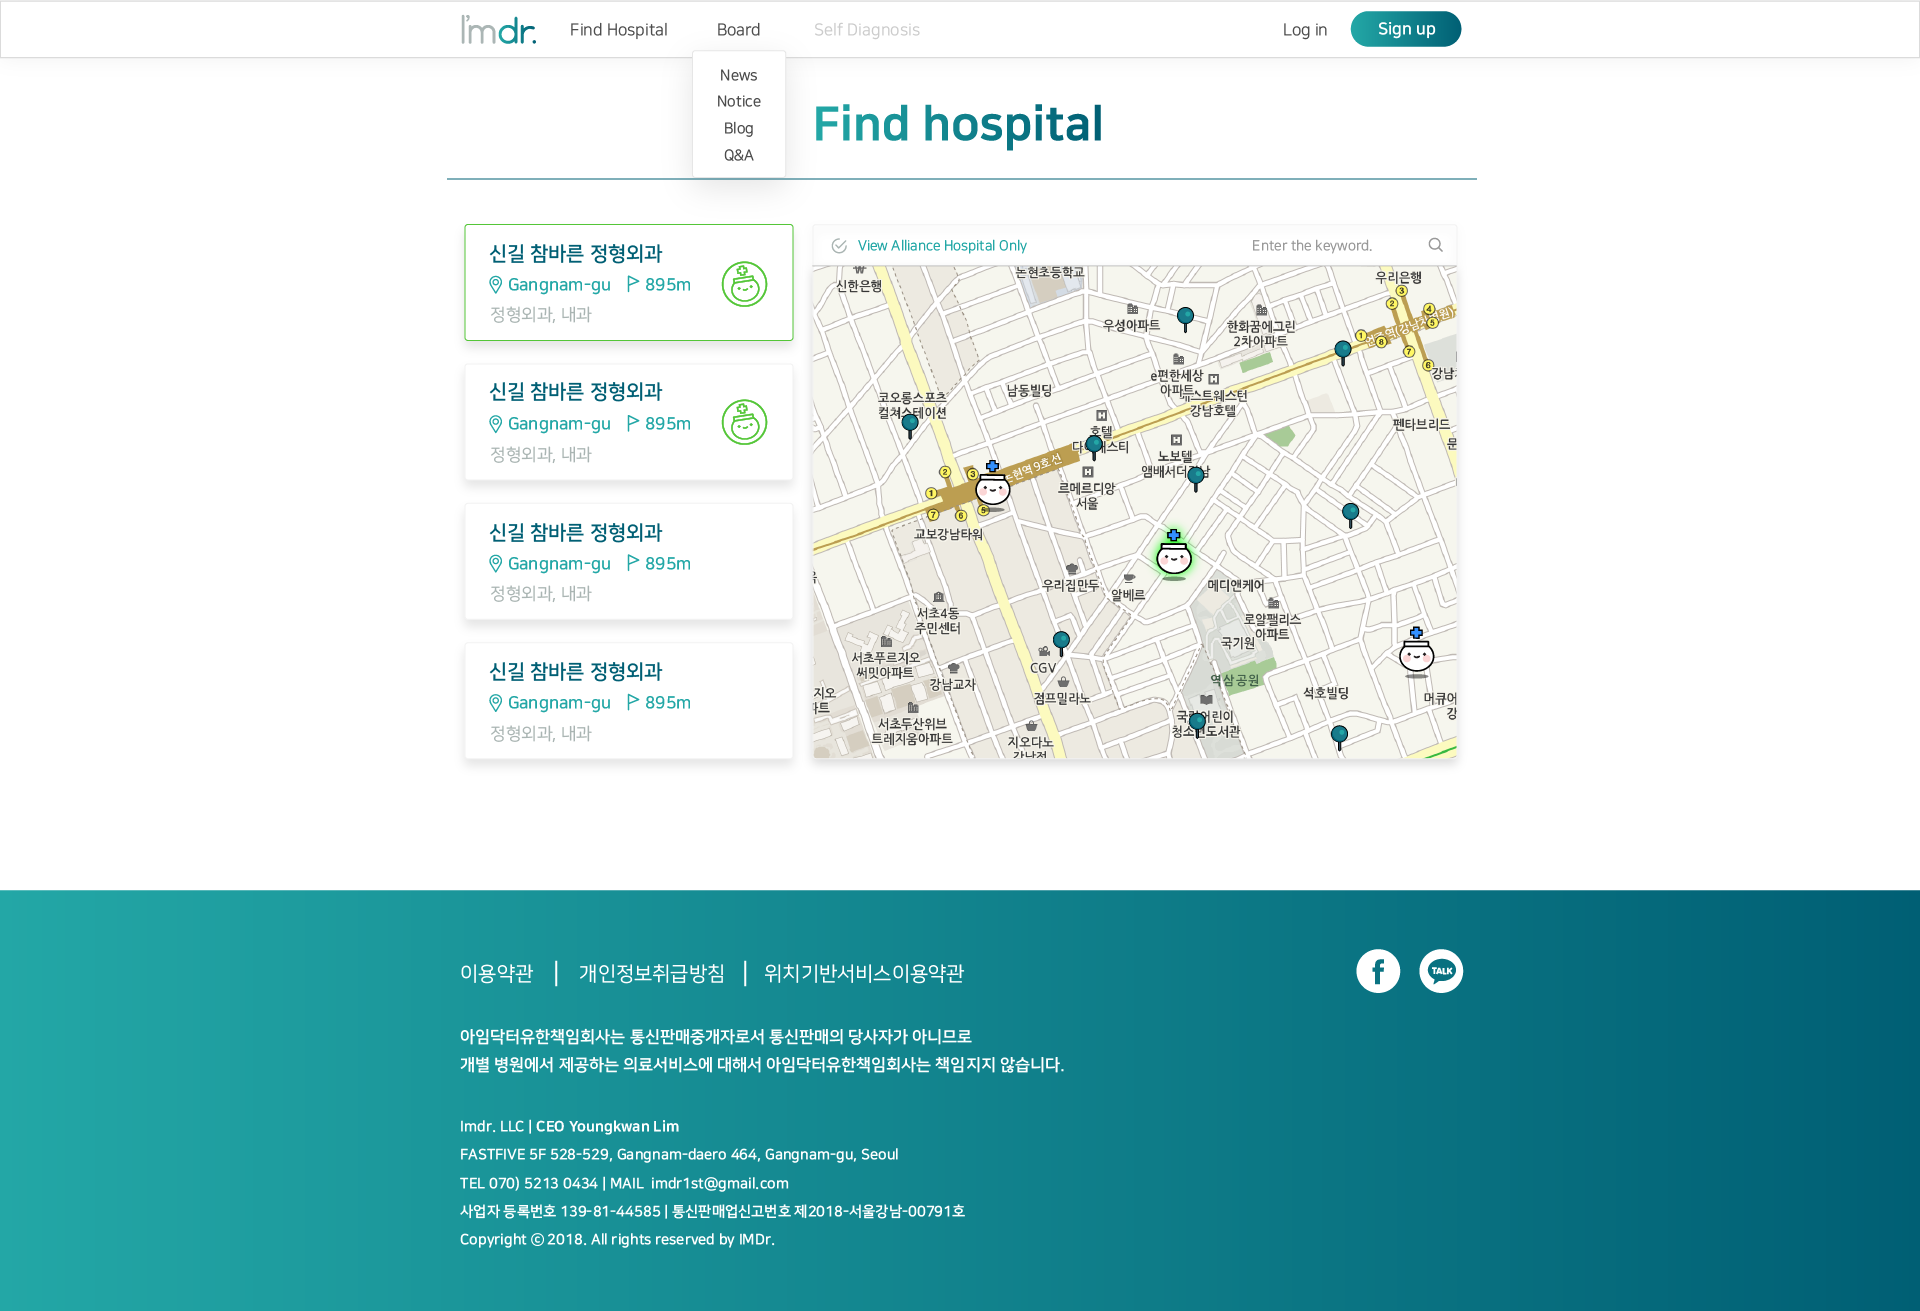 I'mdr.
Find Hospital
Board
Self Diagnosis
Log in
Sign up
News
Notice
Blog
Q&A
Find hospital
신길 참바른 정형외과
Gangnam-gu 895m
정형외과, 내과
신길 참바른 정형외과
Gangnam-gu 895m
정형외과, 내과
신길 참바른 정형외과
Gangnam-gu 895m
정형외과, 내과
신길 참바른 정형외과
Gangnam-gu 895m
정형외과, 내과
View Alliance Hospital Only
Enter the keyword.
신한은행
논현초등학교
우리은행
우성아파트
한화꿈에그린
2차아파트
e편한세상
아파트
강남호텔
남동빌딩
코오롱스포츠
컬쳐스테이션
호텔
펜타브리드
노보텔
르메르디앙
서울
교보강남타워
우리집만두
알베르
메디앤케어
서초4동
주민센터
로얄팰리스
아파트
국기원
서초푸르지오
써밋아파트
CGV
강남교자
점프밀라노
역삼공원
석호빌딩
서초두산위브
트레지움아파트
지오다노
강남점
이용약관 | 개인정보취급방침 | 위치기반서비스이용약관
TALK
아임닥터유한책임회사는 통신판매중개자로서 통신판매의 당사자가 아니므로
개별 병원에서 제공하는 의료서비스에 대해서 아임닥터유한책임회사는 책임지지 않습니다.
Imdr. LLC | CEO Youngkwan Lim
FASTFIVE 5F 528-529, Gangnam-daero 464, Gangnam-gu, Seoul
TEL 070) 5213 0434 | MAIL imdr1st@gmail.com
사업자 등록번호 139-81-44585 | 통신판매업신고번호 제2018-서울강남-00791호
Copyright ⓒ 2018. All rights reserved by IMDr.